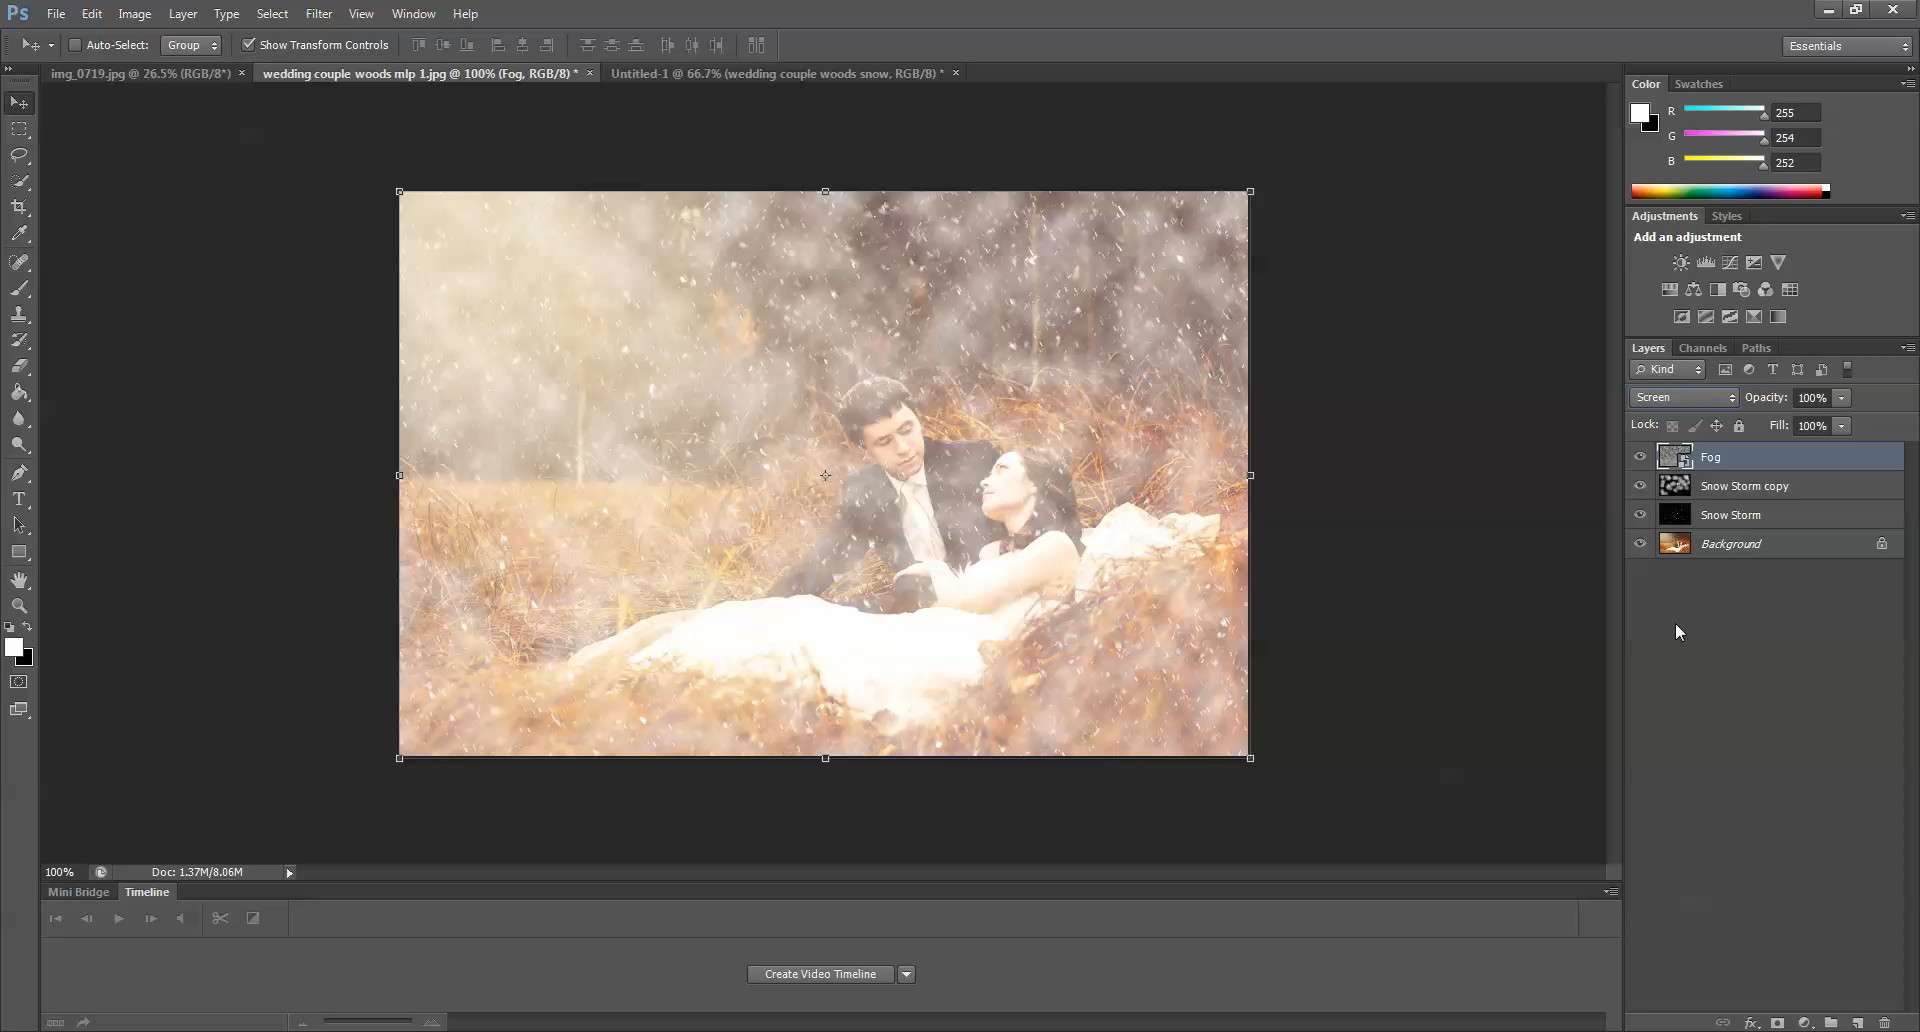 Ps File Edit Image Layer Type Select Filter View Window Help
Auto-Select: Group Show Transform Controls Essentials
img_0719.jpg @ 26.5% (RGB/8*) × wedding couple woods mlp 1.jpg @ 100% (Fog, RGB/8) * × Untitled-1 @ 66.7% (wedding couple woods snow, RGB/8) * ×
Color Swatches
R 255
G 254
B 252
Adjustments Styles
Add an adjustment
Layers Channels Paths
Kind
Screen Opacity: 100%
Lock: Fill: 100%
Fog
Snow Storm copy
Snow Storm
Background
100% Doc: 1.37M/8.06M
Mini Bridge Timeline
Create Video Timeline